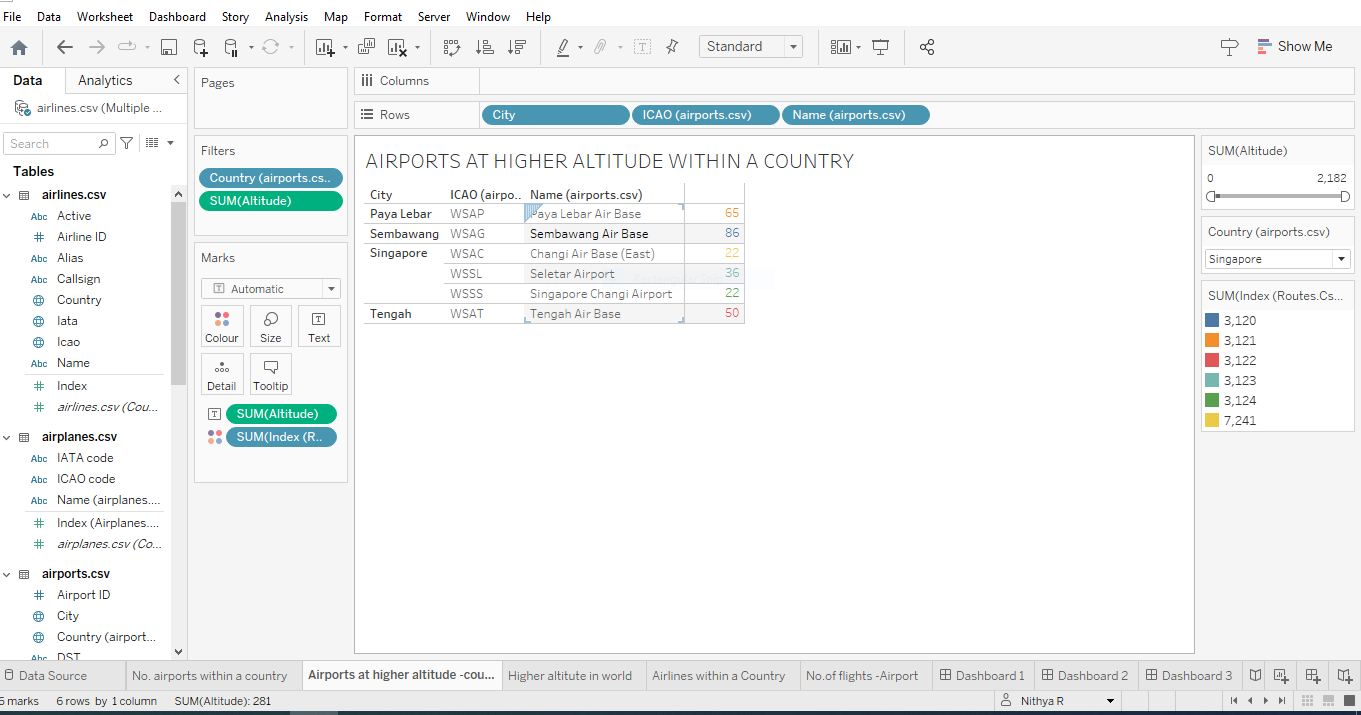 File Data Worksheet Dashboard Story Analysis Map Format Server Window Help
Standard
Show Me
Data Analytics
airlines.csv (Multiple ...
Search
Tables
airlines.csv
Abc Active
# Airline ID
Abc Alias
Abc Callsign
Country
Iata
Icao
Abc Name
# Index
# airlines.csv (Cou...
airplanes.csv
Abc IATA code
Abc ICAO code
Abc Name (airplanes....
# Index (Airplanes....
# airplanes.csv (Co...
airports.csv
# Airport ID
City
Country (airport...
Abc DST
Pages
Filters
Country (airports.cs..
SUM(Altitude)
Marks
T Automatic
Colour Size Text
Detail Tooltip
T SUM(Altitude)
SUM(Index (R..
Columns
Rows City ICAO (airports.csv) Name (airports.csv)
AIRPORTS AT HIGHER ALTITUDE WITHIN A COUNTRY
City ICAO (airpo.. Name (airports.csv)
Paya Lebar WSAP Paya Lebar Air Base 65
Sembawang WSAG Sembawang Air Base 86
Singapore WSAC Changi Air Base (East) 22
WSSL Seletar Airport 36
WSSS Singapore Changi Airport 22
Tengah WSAT Tengah Air Base 50
SUM(Altitude)
0 2,182
Country (airports.csv)
Singapore
SUM(Index (Routes.Cs...
3,120
3,121
3,122
3,123
3,124
7,241
Data Source No. airports within a country Airports at higher altitude -cou... Higher altitute in world Airlines within a Country No.of flights -Airport Dashboard 1 Dashboard 2 Dashboard 3
6 marks 6 rows by 1 column SUM(Altitude): 281 Nithya R